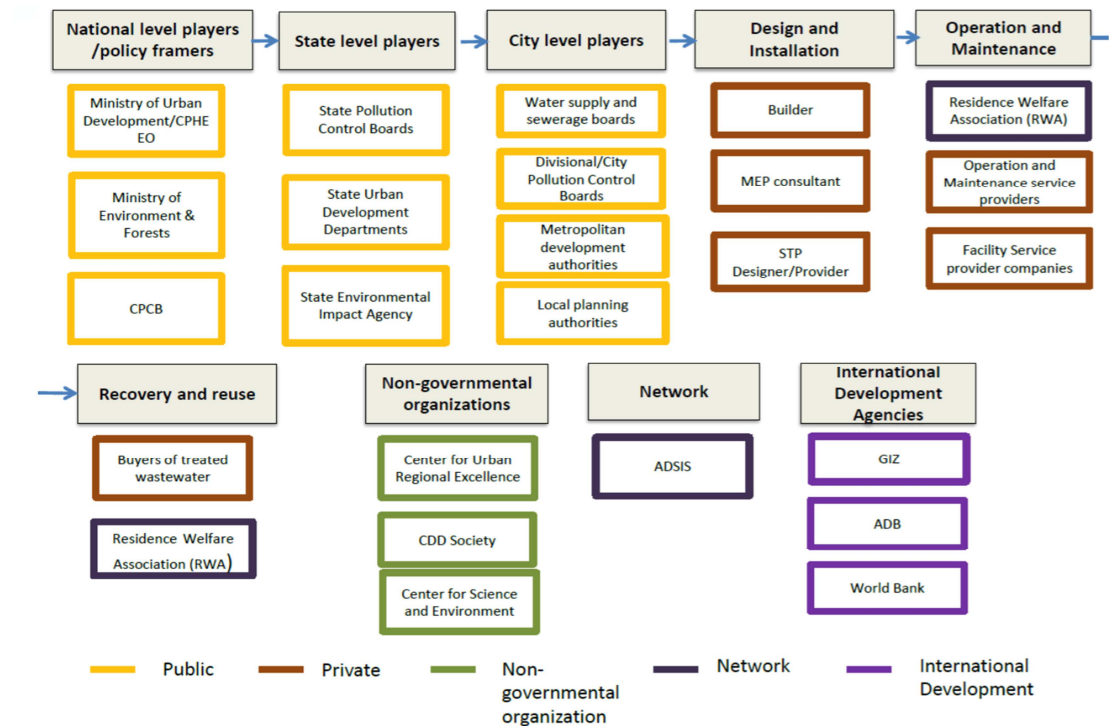 National level players
/policy framers
State level players
City level players
Design and
Installation
Operation and
Maintenance
Ministry of Urban
Development/CPHE
EO
Ministry of
Environment &
Forests
CPCB
State Pollution
Control Boards
State Urban
Development
Departments
State Environmental
Impact Agency
Water supply and
sewerage boards
Divisional/City
Pollution Control
Boards
Metropolitan
development
authorities
Local planning
authorities
Builder
MEP consultant
STP
Designer/Provider
Residence Welfare
Association (RWA)
Operation and
Maintenance service
providers
Facility Service
provider companies
Recovery and reuse
Non-governmental
organizations
Network
International
Development
Agencies
Buyers of treated
wastewater
Residence Welfare
Association (RWA)
Center for Urban
Regional Excellence
CDD Society
Center for Science
and Environment
ADSIS
GIZ
ADB
World Bank
Public
Private
Non-
governmental
organization
Network
International
Development